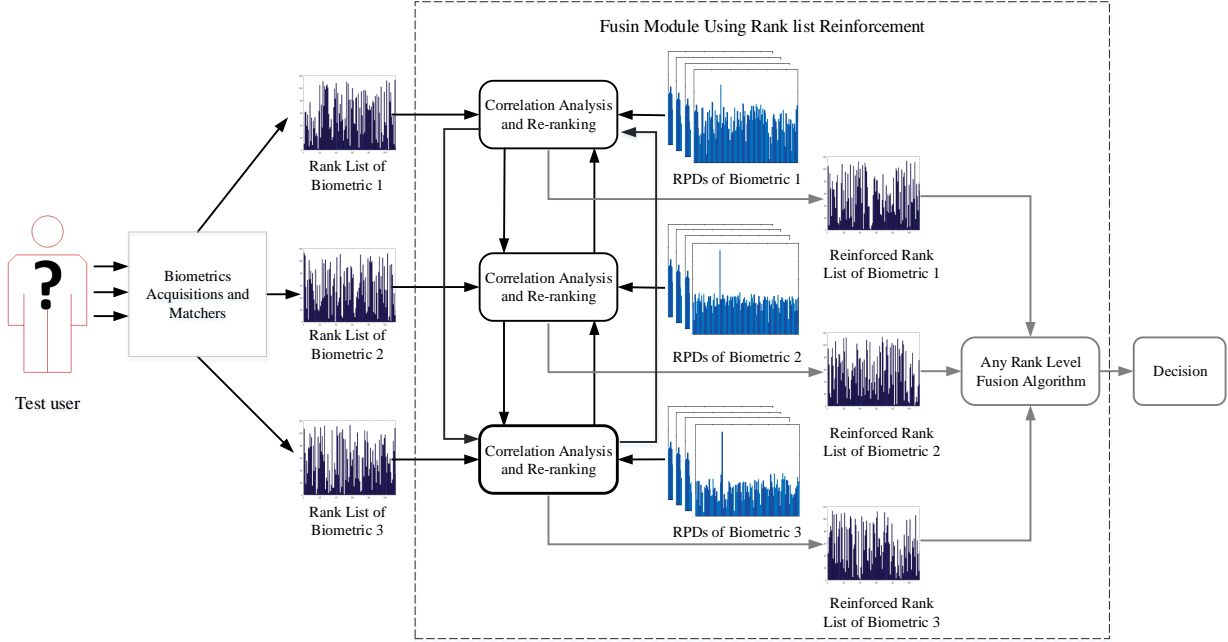 Fusin Module Using Rank list Reinforcement
Correlation Analysis
and Re-ranking
Rank List of
Biometric 1
RPDs of Biometric 1
?
Biometrics
Acquisitions and
Matchers
Test user
Correlation Analysis
and Re-ranking
Rank List of
Biometric 2
RPDs of Biometric 2
Reinforced Rank
List of Biometric 1
Any Rank Level
Fusion Algorithm
Decision
Correlation Analysis
and Re-ranking
Rank List of
Biometric 3
RPDs of Biometric 3
Reinforced Rank
List of Biometric 2
Reinforced Rank
List of Biometric 3